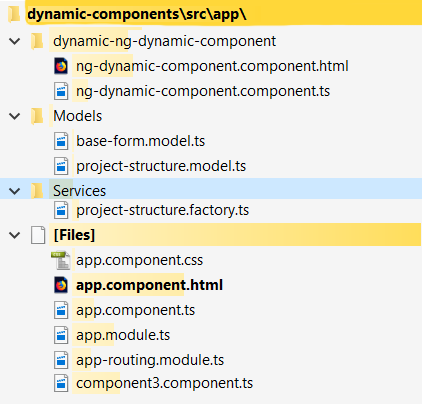 dynamic-components\src\app\
dynamic-ng-dynamic-component
ng-dynamic-component.component.html
ng-dynamic-component.component.ts
Models
base-form.model.ts
project-structure.model.ts
Services
project-structure.factory.ts
[Files]
app.component.css
app.component.html
app.component.ts
app.module.ts
app-routing.module.ts
component3.component.ts